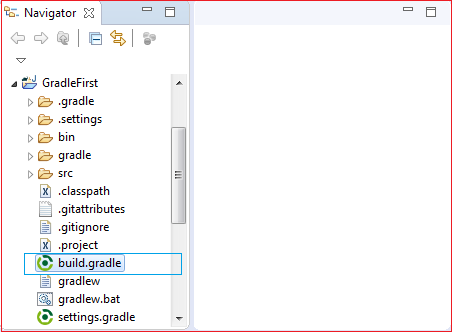 Navigator
GradleFirst
.gradle
.settings
bin
gradle
src
.classpath
.gitattributes
.gitignore
.project
build.gradle
gradlew
gradlew.bat
settings.gradle